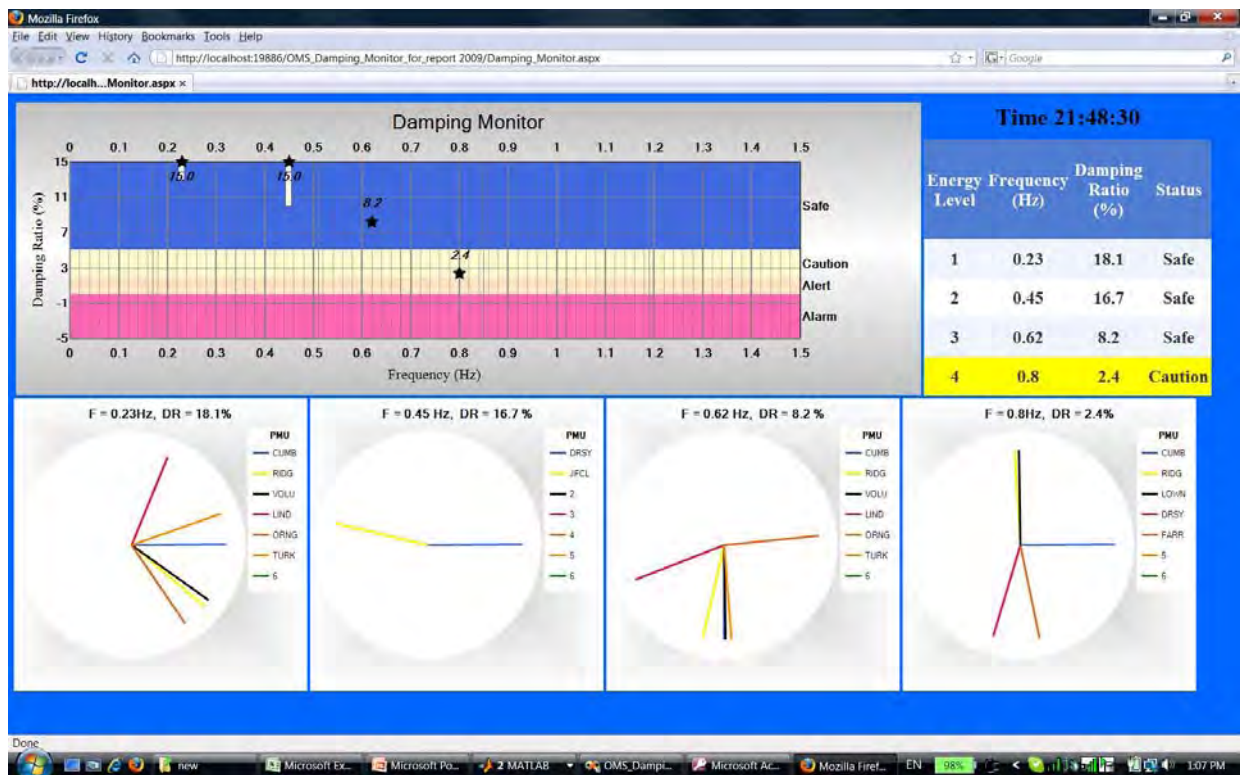 Mozilla Firefox
File Edit View History Bookmarks Tools Help
http://localhost:19886/OMS_Damping_Monitor_for_report 2009/Damping_Monitor.aspx
Google
http://localh...Monitor.aspx ×
Damping Monitor
Time 21:48:30
0 0.1 0.2 0.3 0.4 0.5 0.6 0.7 0.8 0.9 1 1.1 1.2 1.3 1.4 1.5
15
11
7
3
-1
-5
Damping Ratio (%)
15.0
15.0
8.2
2.4
Safe
Caution
Alert
Alarm
0 0.1 0.2 0.3 0.4 0.5 0.6 0.7 0.8 0.9 1 1.1 1.2 1.3 1.4 1.5
Frequency (Hz)
Energy Level Frequency (Hz) Damping Ratio (%) Status
1 0.23 18.1 Safe
2 0.45 16.7 Safe
3 0.62 8.2 Safe
4 0.8 2.4 Caution
F = 0.23Hz, DR = 18.1%
PMU
CUMB
RIDG
VOLU
LIND
ORNG
TURK
6
F = 0.45 Hz, DR = 16.7 %
PMU
DRSY
JFCL
2
3
4
5
6
F = 0.62 Hz, DR = 8.2 %
PMU
CUMB
RIDG
VOLU
LIND
ORNG
TURK
6
F = 0.8Hz, DR = 2.4%
PMU
CUMB
RIDG
LOWN
DRSY
FARR
5
6
Done
new
Microsoft Ex...
Microsoft Po...
2 MATLAB
OMS_Dampi...
Microsoft Ac...
Mozilla Firef...
EN
98%
1:07 PM